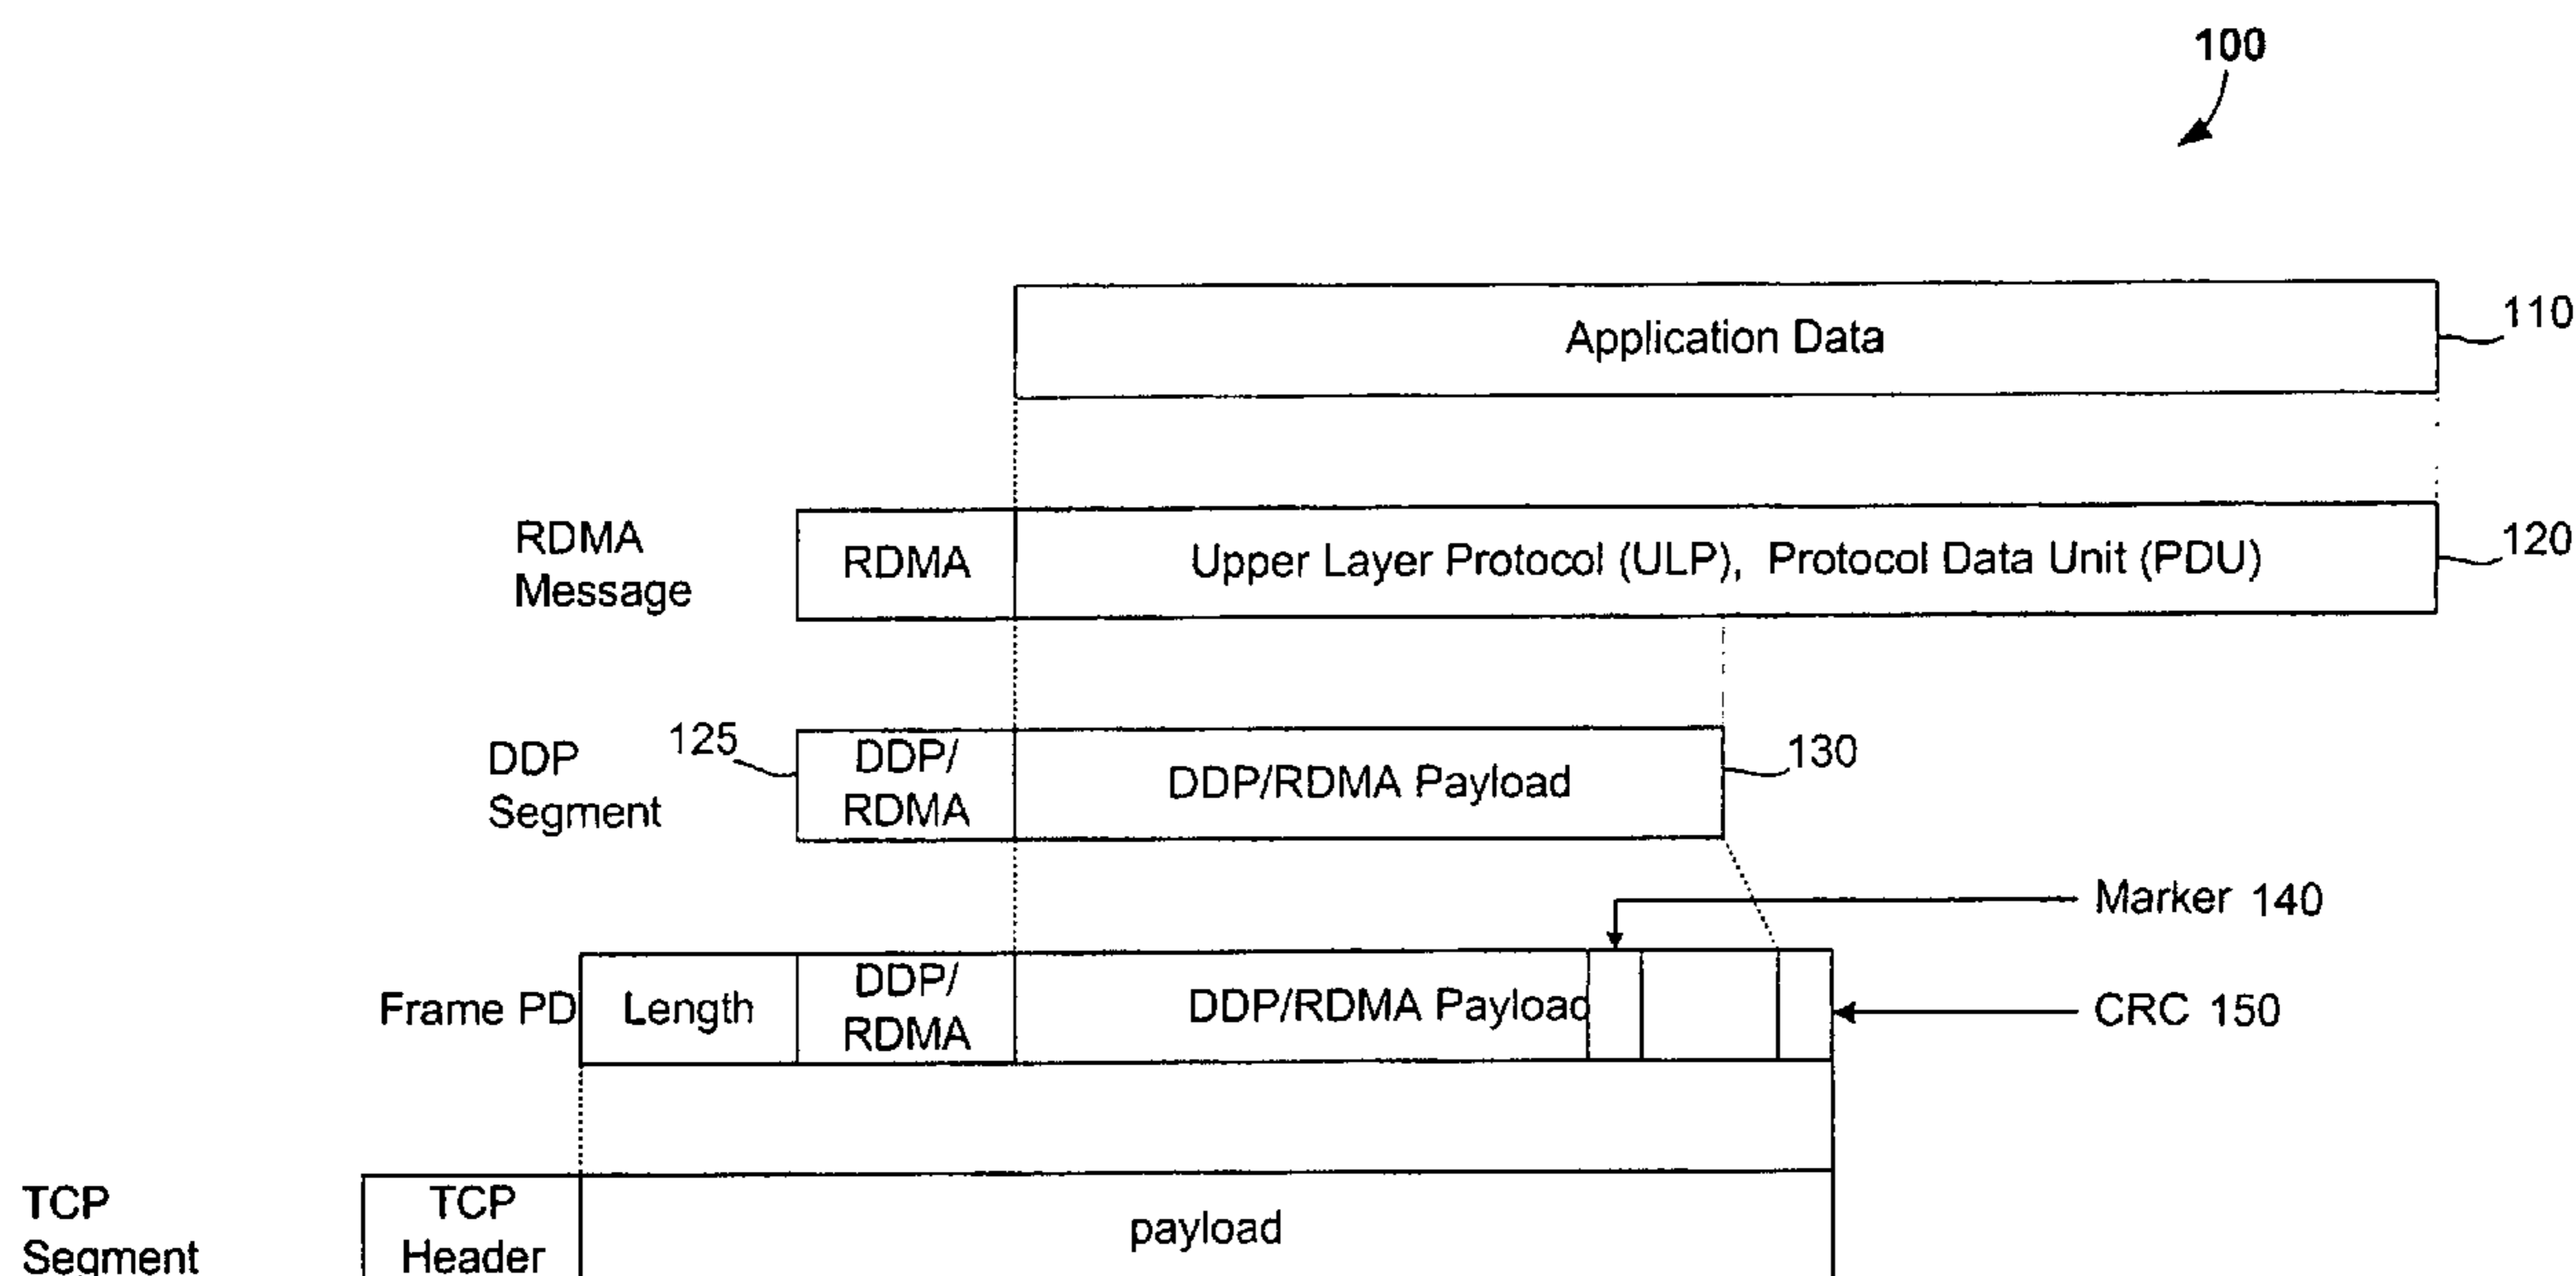 100
Application Data
110
RDMA
Message
RDMA
Upper Layer Protocol (ULP), Protocol Data Unit (PDU)
120
DDP
Segment
125
DDP/
RDMA
DDP/RDMA Payload
130
Marker 140
Frame PD
Length
DDP/
RDMA
DDP/RDMA Payload
CRC 150
TCP
Segment
TCP
Header
payload